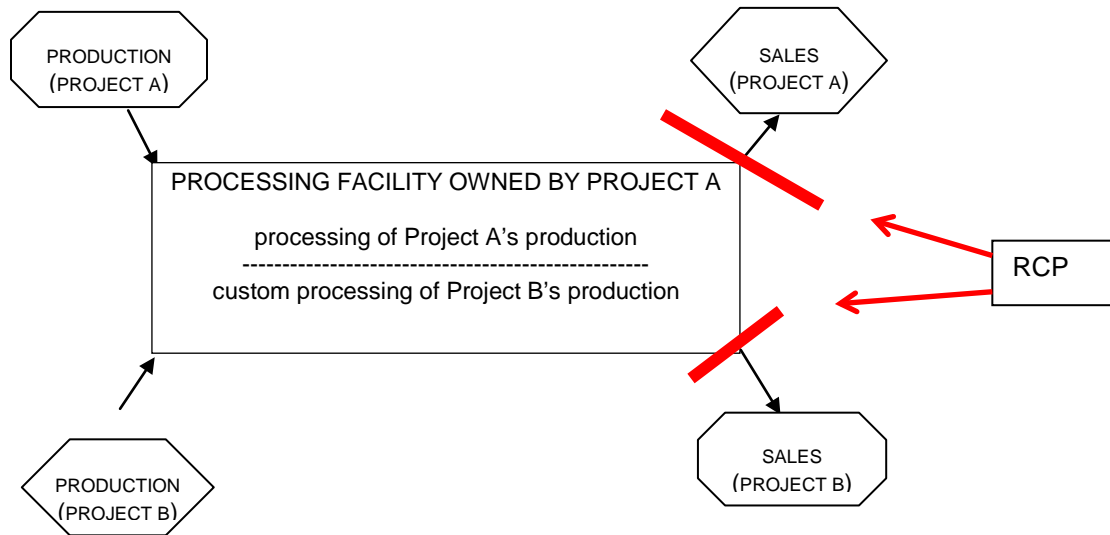 PRODUCTION
(PROJECT A)
SALES
(PROJECT A)
PROCESSING FACILITY OWNED BY PROJECT A
processing of Project A’s production
-------------------------------------------------
custom processing of Project B’s production
RCP
PRODUCTION
(PROJECT B)
SALES
(PROJECT B)